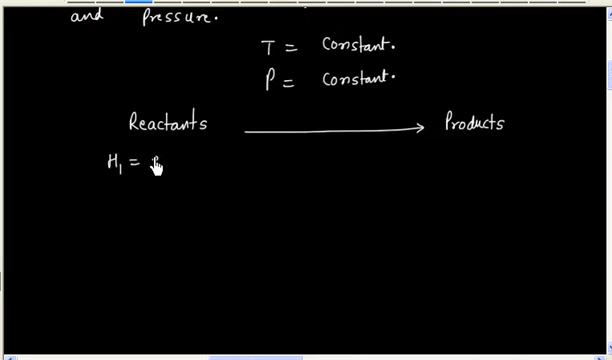 and Pressure.
T = Constant.
P = Constant.
Reactants → Products
H₁ =